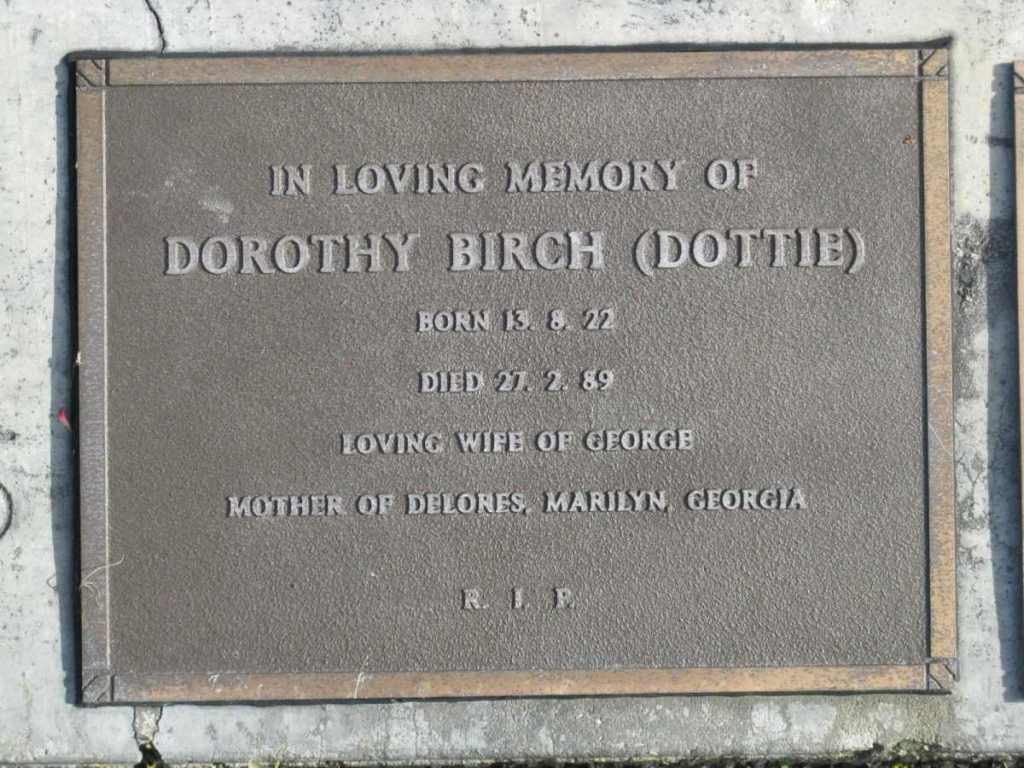 IN LOVING MEMORY OF
DOROTHY BIRCH (DOTTIE)
BORN 13. 8. 22
DIED 27. 2. 89
LOVING WIFE OF GEORGE
MOTHER OF DELORES, MARILYN, GEORGIA
R. I. P.